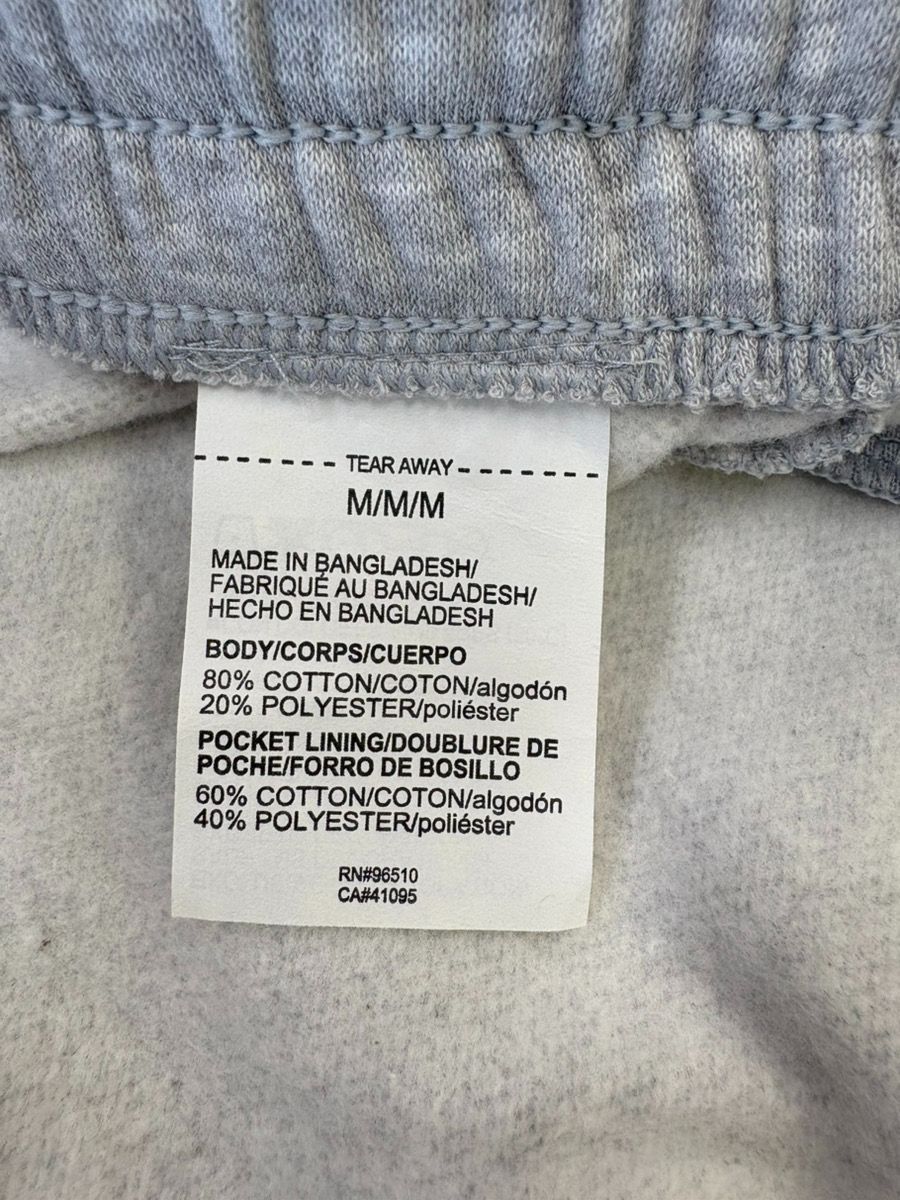 TEAR AWAY
M/M/M
MADE IN BANGLADESH/
FABRIQUÉ AU BANGLADESH/
HECHO EN BANGLADESH
BODY/CORPS/CUERPO
80% COTTON/COTON/algodón
20% POLYESTER/poliéster
POCKET LINING/DOUBLURE DE
POCHE/FORRO DE BOSILLO
60% COTTON/COTON/algodón
40% POLYESTER/poliéster
RN#96510
CA#41095